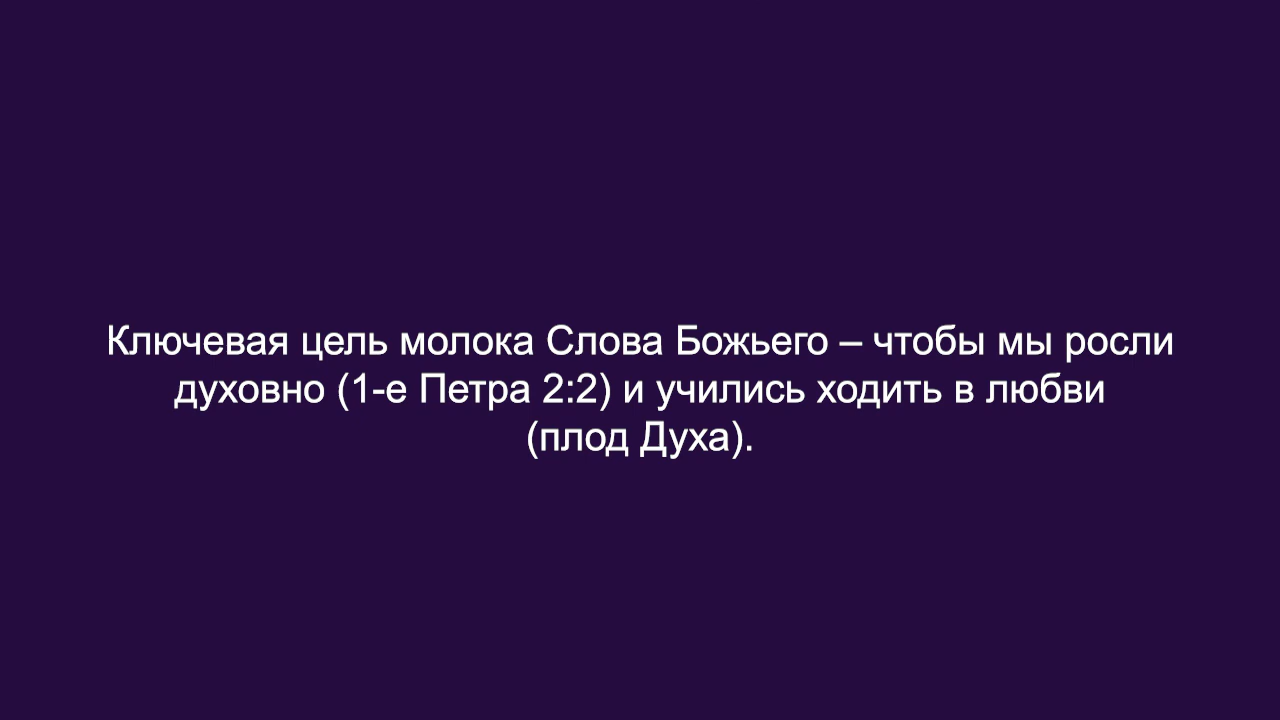 Ключевая цель молока Слова Божьего – чтобы мы росли
духовно (1-е Петра 2:2) и учились ходить в любви
(плод Духа).